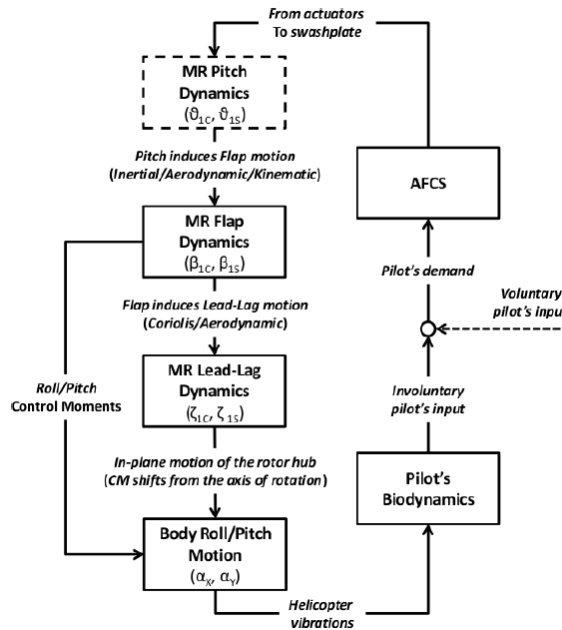 From actuators
To swashplate
MR Pitch
Dynamics
(ϑ1C, ϑ1S)
Pitch induces Flap motion
(Inertial/Aerodynamic/Kinematic)
AFCS
MR Flap
Dynamics
(β1C, β1S)
Pilot's demand
Voluntary
pilot's input
Flap induces Lead-Lag motion
(Coriolis/Aerodynamic)
MR Lead-Lag
Dynamics
(ζ1C, ζ1S)
Roll/Pitch
Control Moments
Involuntary
pilot's input
In-plane motion of the rotor hub
(CM shifts from the axis of rotation)
Pilot's
Biodynamics
Body Roll/Pitch
Motion
(αX, αY)
Helicopter
vibrations